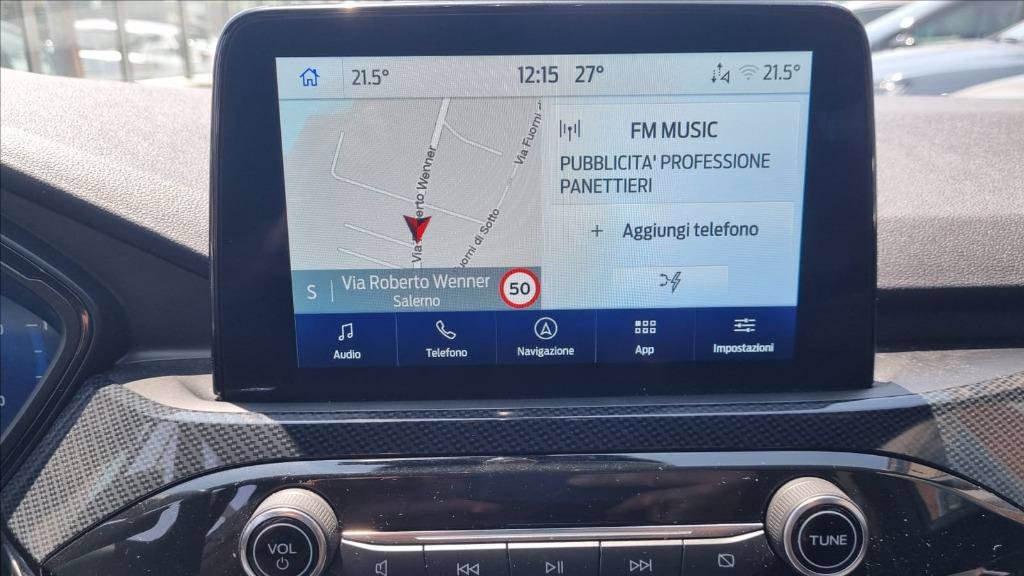 21.5°
12:15 27°
21.5°
Via Fuorni
Via Roberto Wenner
uorni di Sotto
FM MUSIC
PUBBLICITA' PROFESSIONE
PANETTIERI
+ Aggiungi telefono
S
Via Roberto Wenner
Salerno
50
Audio
Telefono
Navigazione
App
Impostazioni
VOL
TUNE